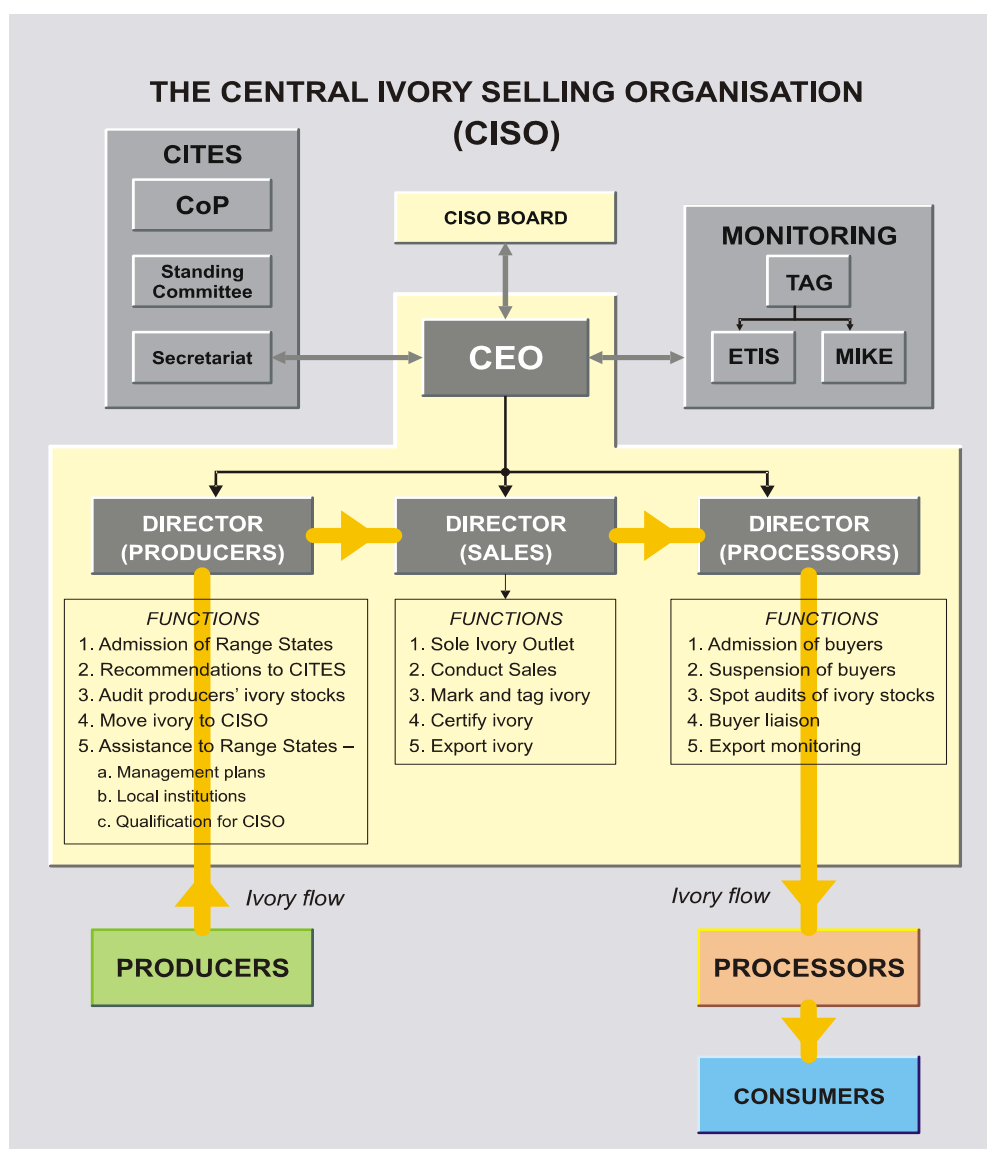 THE CENTRAL IVORY SELLING ORGANISATION
(CISO)
CITES
CoP
Standing
Committee
Secretariat
CISO BOARD
CEO
MONITORING
TAG
ETIS
MIKE
DIRECTOR
(PRODUCERS)
DIRECTOR
(SALES)
DIRECTOR
(PROCESSORS)
FUNCTIONS
1. Admission of Range States
2. Recommendations to CITES
3. Audit producers’ ivory stocks
4. Move ivory to CISO
5. Assistance to Range States –
a. Management plans
b. Local institutions
c. Qualification for CISO
FUNCTIONS
1. Sole Ivory Outlet
2. Conduct Sales
3. Mark and tag ivory
4. Certify ivory
5. Export ivory
FUNCTIONS
1. Admission of buyers
2. Suspension of buyers
3. Spot audits of ivory stocks
4. Buyer liaison
5. Export monitoring
Ivory flow
Ivory flow
PRODUCERS
PROCESSORS
CONSUMERS